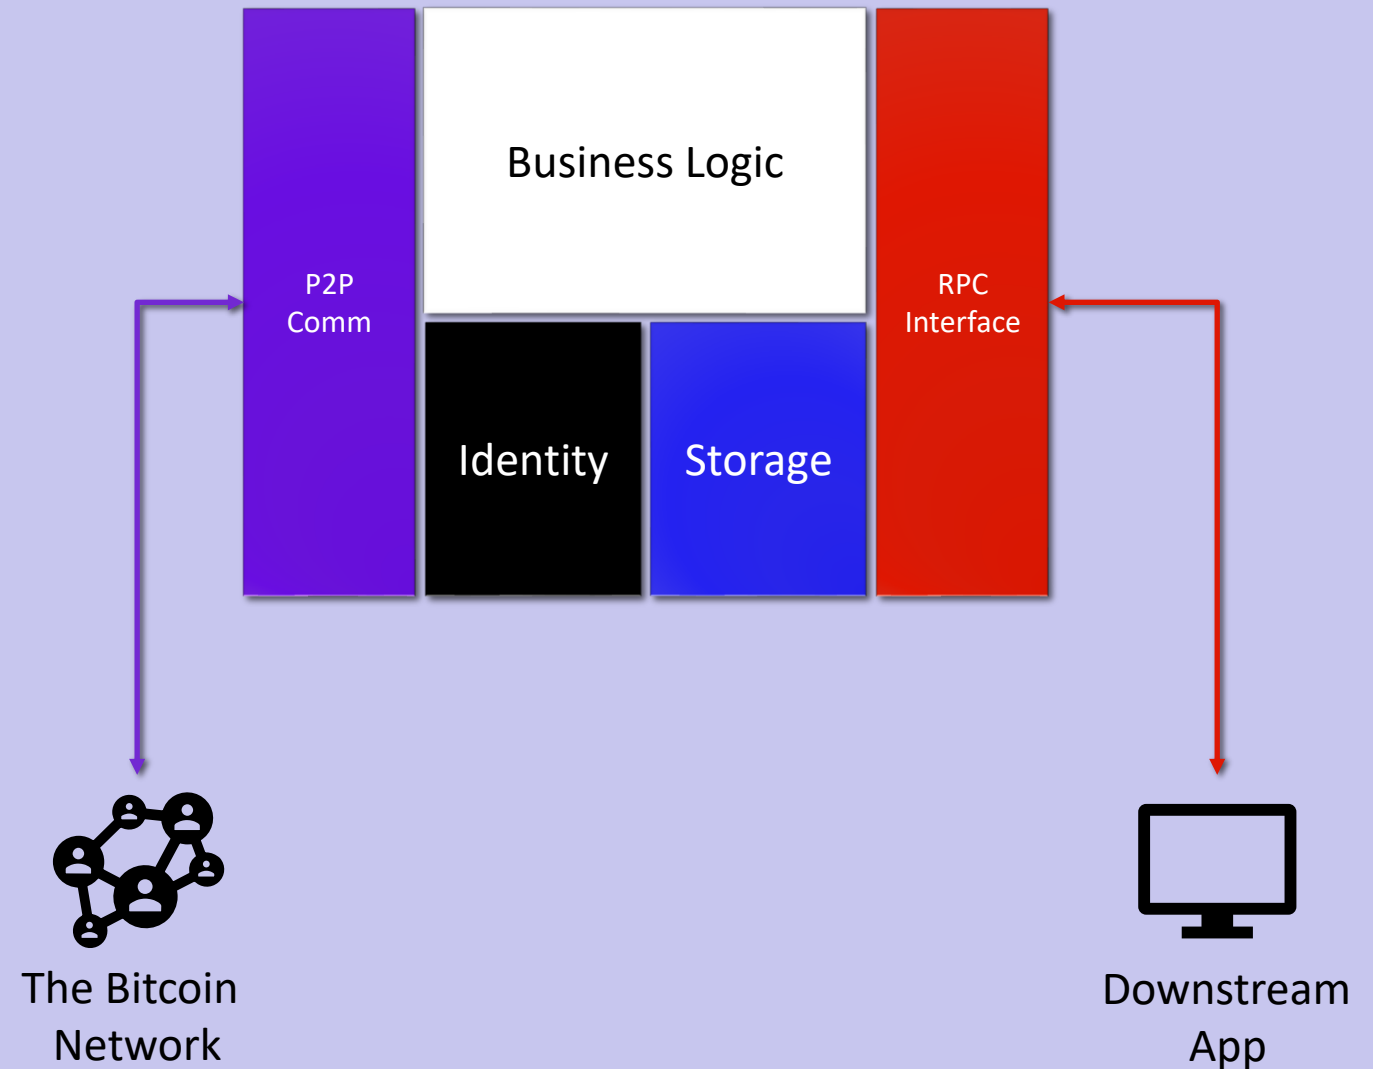 Business Logic
P2P
Comm
RPC
Interface
Identity
Storage
The Bitcoin
Network
Downstream
App